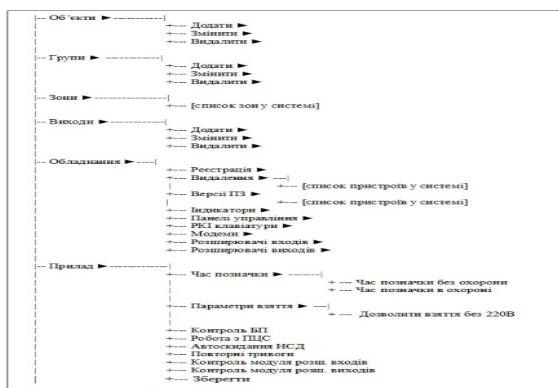 |-- Об’єкти ►--------------|
+--- Додати ►
+--- Змінити ►
+--- Видалити ►
|-- Групи ►-----------------|
+--- Додати ►
+--- Змінити ►
+--- Видалити ►
|-- Зони ►------------------|
+--- [список зон у системі]
|-- Виходи ►--------------|
+--- Додати ►
+--- Змінити ►
+--- Видалити ►
|-- Обладнання ►----|
+--- Реєстрація ►
+--- Видалення ► ---|
+--- [список пристроїв у системі]
+--- Версії ПЗ ►
+--- [список пристроїв у системі]
+--- Індикатори ►
+--- Панелі управління ►
+--- РКІ клавіатури ►
+--- Модеми ►
+--- Розширювачі входів ►
+--- Розширювачі виходів ►
|-- Прилад ►--------------|
+--- Час позначки ► -------|
+--- Час позначки без охорони
+--- Час позначки в охороні
+--- Параметри взяття ► ---|
+--- Дозволити взяття без 220В
+--- Контроль БП
+--- Робота з ПЦС
+--- Автоскидання НСД
+--- Повторні тривоги
+--- Контроль модуля розш. входів
+--- Контроль модуля розш. виходів
+--- Зберегти